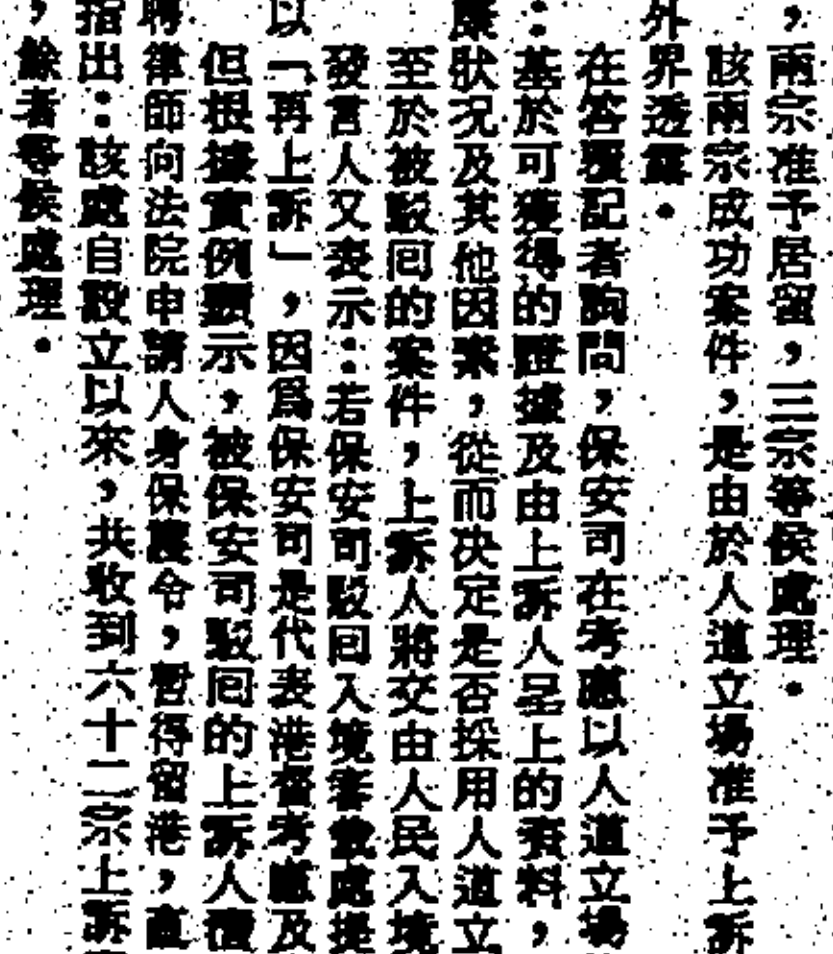 ，兩宗准予居留，三宗等侯處理．
該兩宗成功案件，是由於人道立場准予上訴
外界透露．
在答覆記者詢問，保安司在考慮以人道立場
：基於可獲得的證據及由上訴人呈上的資料，
康狀况及其他因素，從而决定是否採用人道立
至於被駁囘的案件，上訴人將交由人民入境
發言人又表示：若保安司駁回入境事務處提
以「再上訴」，因爲保安司是代表港督考慮及
但根據實例顯示，被保安司駁囘的上訴人
聘律師向法院申請人身保護令，暫得留港，直
指出：該處自設立以來，共收到六十二宗上訴
，餘者等侯處理．